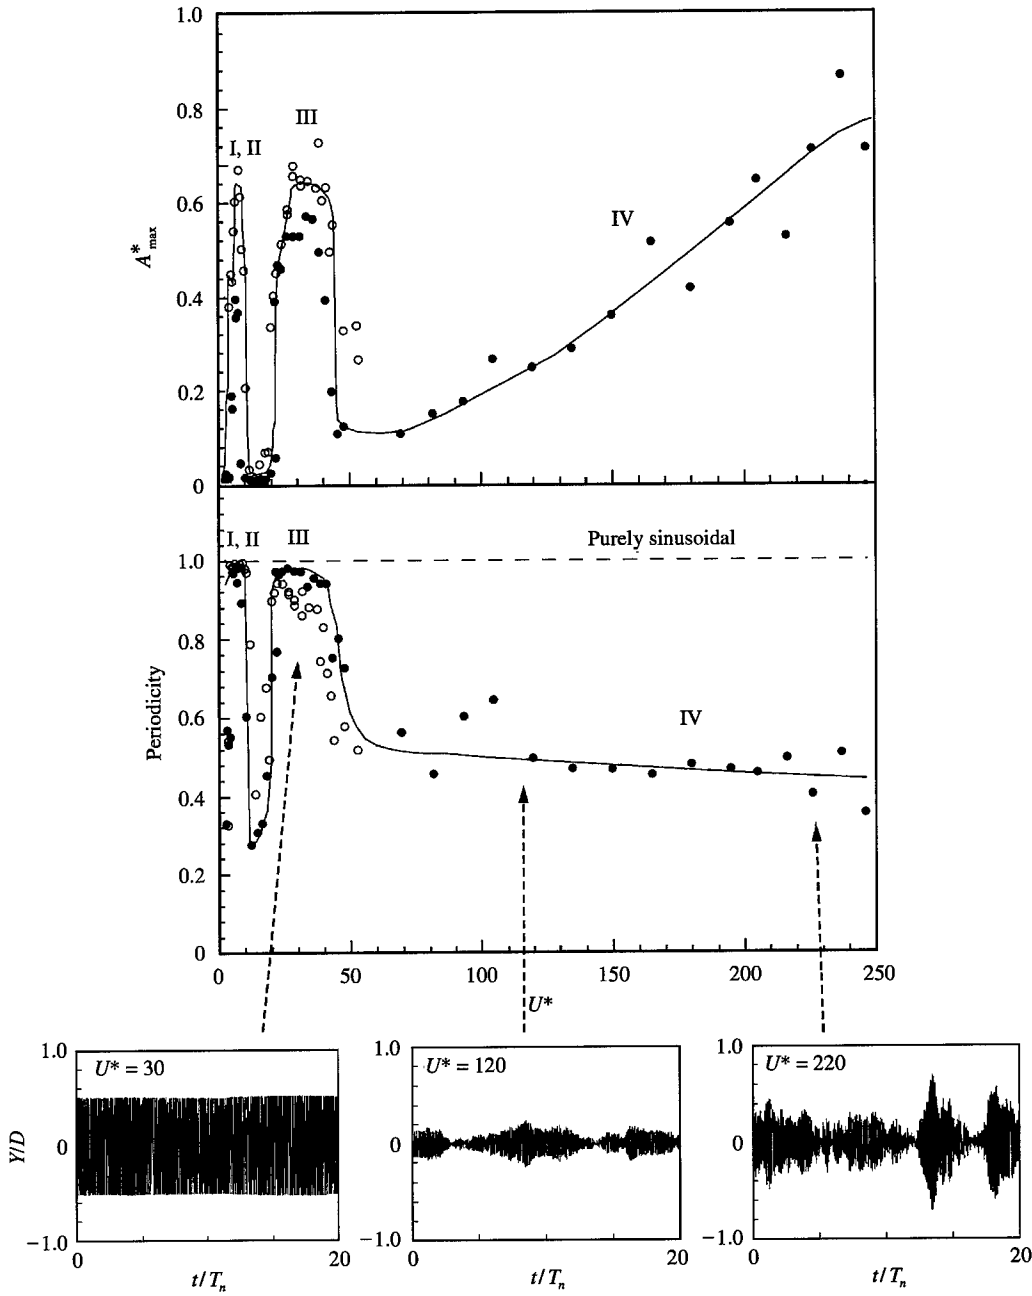 1.0
0.8
III
I, II
0.6
IV
A*max
0.4
0.2
0
I, II
III
Purely sinusoidal
1.0
0.8
Periodicity
0.6
IV
0.4
0.2
0
0
50
100
150
200
250
U*
1.0
U* = 30
Y/D
0
−1.0
0
20
t/Tn
1.0
U* = 120
0
−1.0
0
20
t/Tn
1.0
U* = 220
0
−1.0
0
20
t/Tn